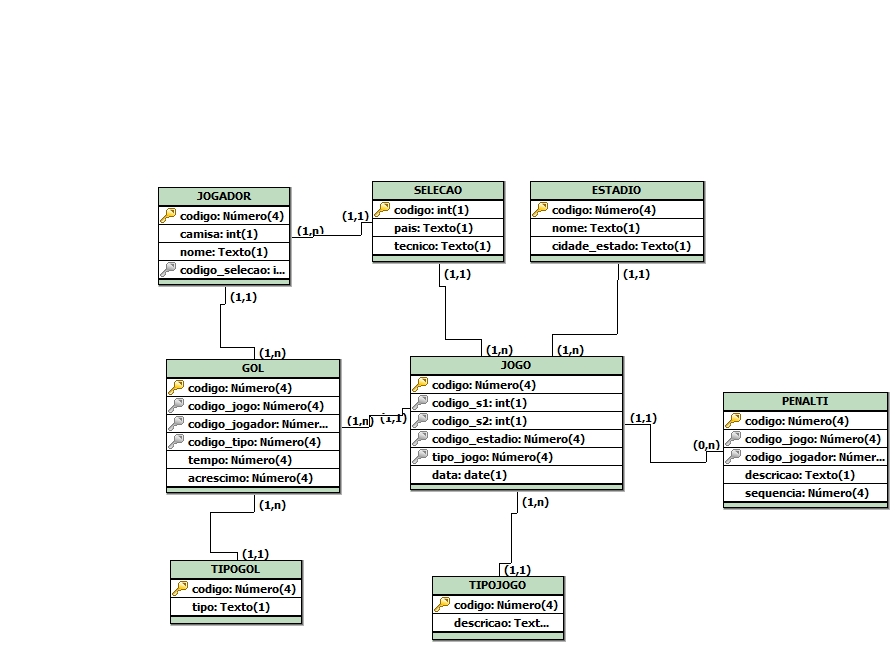 JOGADOR
codigo: Número(4)
camisa: int(1)
nome: Texto(1)
codigo_selecao: i...
SELECAO
codigo: int(1)
pais: Texto(1)
tecnico: Texto(1)
ESTADIO
codigo: Número(4)
nome: Texto(1)
cidade_estado: Texto(1)
(1,n)
(1,1)
(1,1)
(1,n)
(1,1)
(1,n)
(1,1)
(1,n)
GOL
codigo: Número(4)
codigo_jogo: Número(4)
codigo_jogador: Númer...
codigo_tipo: Número(4)
tempo: Número(4)
acrescimo: Número(4)
(1,n)
(1,1)
JOGO
codigo: Número(4)
codigo_s1: int(1)
codigo_s2: int(1)
codigo_estadio: Número(4)
tipo_jogo: Número(4)
data: date(1)
(1,1)
(0,n)
PENALTI
codigo: Número(4)
codigo_jogo: Número(4)
codigo_jogador: Númer...
descricao: Texto(1)
sequencia: Número(4)
(1,n)
(1,1)
TIPOGOL
codigo: Número(4)
tipo: Texto(1)
(1,n)
(1,1)
TIPOJOGO
codigo: Número(4)
descricao: Text...